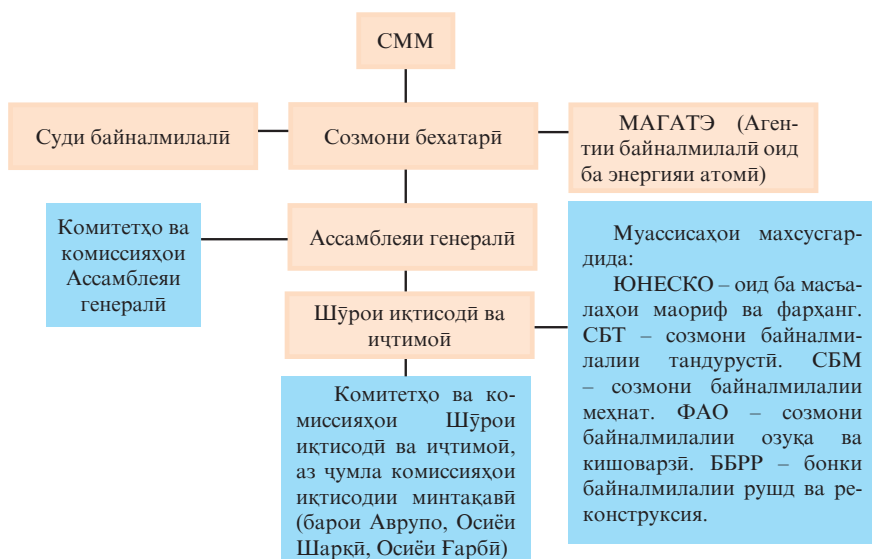 СММ
Суди байналмилалӣ
Созмони бехатарӣ
МАГАТЭ (Аген-
тии байналмилалӣ оид
ба энергияи атомӣ)
Комитетҳо ва
комиссияҳои
Ассамблеяи
генералӣ
Ассамблеяи генералӣ
Шӯрои иқтисодӣ ва
иҷтимоӣ
Муассисаҳои махсусгар-
дида:
ЮНЕСКО – оид ба масъа-
лаҳои маориф ва фарҳанг.
СБТ – созмони байналми-
лалии тандурустӣ. СБМ
– созмони байналмилалии
меҳнат. ФАО – созмони
байналмилалии озуқа ва
кишоварзӣ. ББРР – бонки
байналмилалии рушд ва ре-
конструксия.
Комитетҳо ва ко-
миссияҳои Шӯрои
иқтисодӣ ва иҷтимоӣ,
аз ҷумла комиссияҳои
иқтисодии минтақавӣ
(барои Аврупо, Осиёи
Шарқӣ, Осиёи Ғарбӣ)